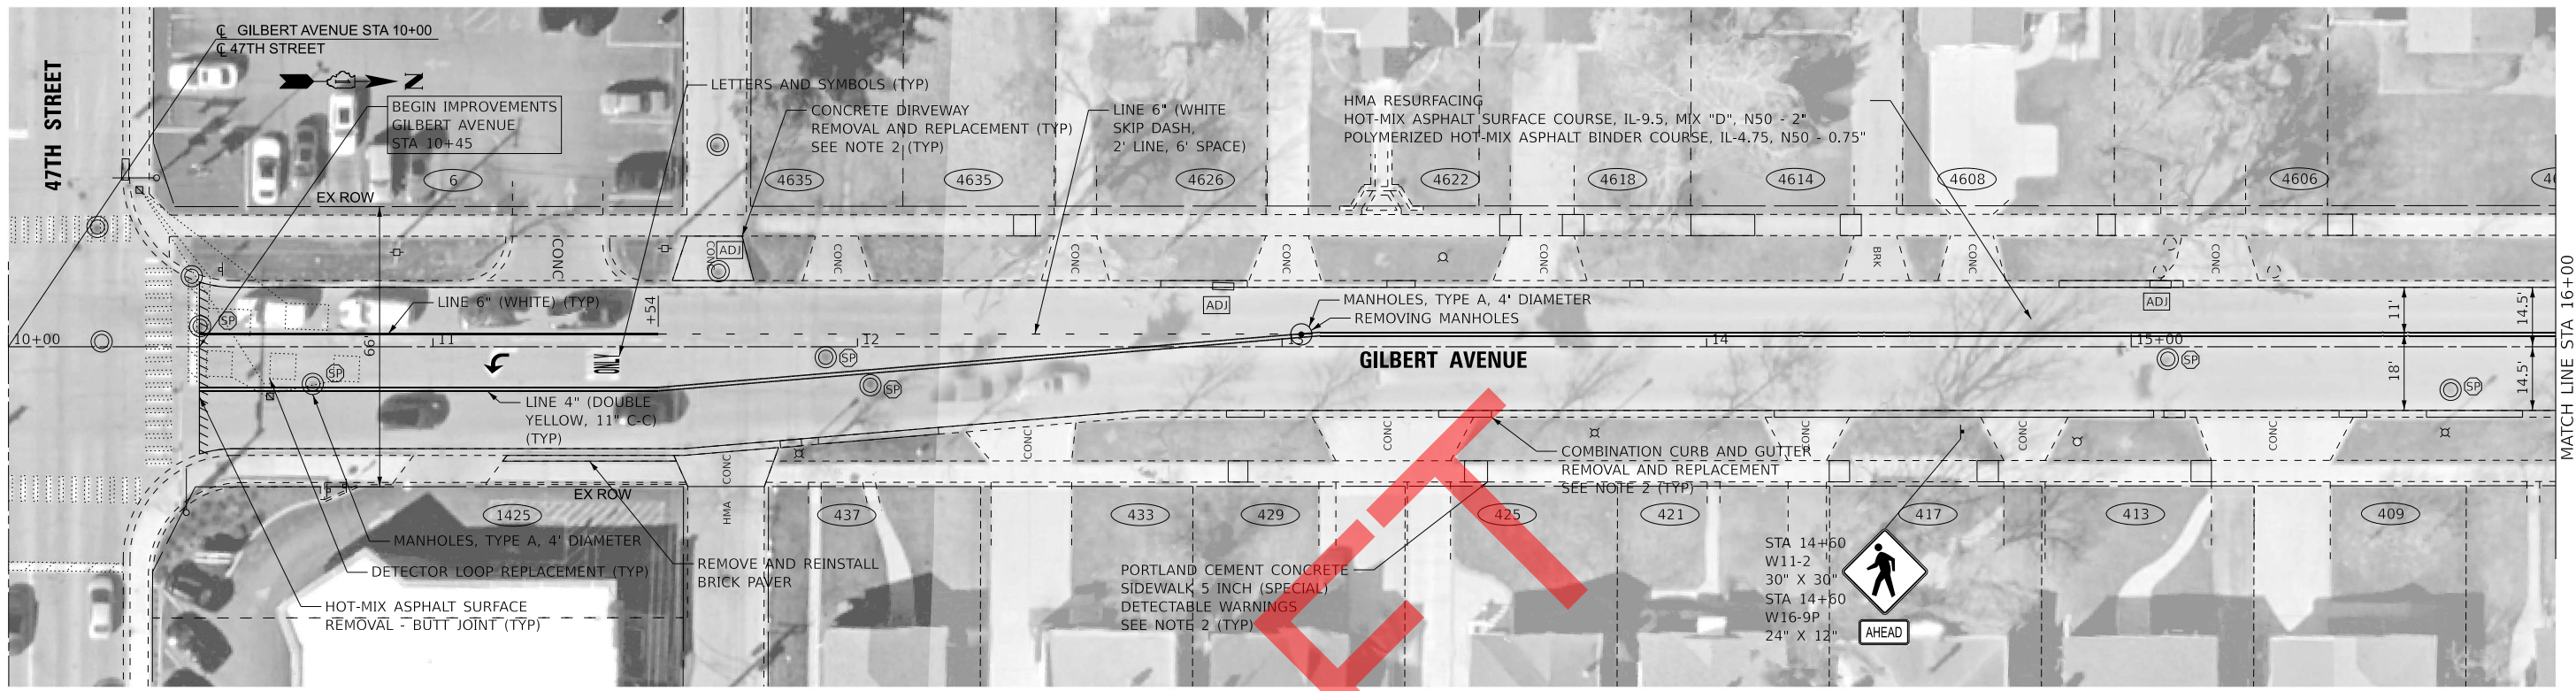 ℄ GILBERT AVENUE STA 10+00
℄ 47TH STREET
47TH STREET
N
BEGIN IMPROVEMENTS
GILBERT AVENUE
STA 10+45
LETTERS AND SYMBOLS (TYP)
CONCRETE DIRVEWAY
REMOVAL AND REPLACEMENT (TYP)
SEE NOTE 2 (TYP)
LINE 6" (WHITE
SKIP DASH,
2' LINE, 6' SPACE)
HMA RESURFACING
HOT-MIX ASPHALT SURFACE COURSE, IL-9.5, MIX "D", N50 - 2"
POLYMERIZED HOT-MIX ASPHALT BINDER COURSE, IL-4.75, N50 - 0.75"
6
4635
4635
4626
4622
4618
4614
4608
4606
EX ROW
CONC
CONC
ADJ
CONC
CONC
CONC
CONC
BRK
CONC
CONC
LINE 6" (WHITE) (TYP)
+54
ADJ
MANHOLES, TYPE A, 4' DIAMETER
REMOVING MANHOLES
ADJ
11'
14.5'
SP
10+00
66'
11
12
13
14
15+00
MATCH LINE STA 16+00
GILBERT AVENUE
ONLY
SP
SP
SP
SP
SP
18'
14.5'
LINE 4" (DOUBLE
YELLOW, 11" C-C)
(TYP)
CONC
CONC
CONC
CONC
CONC
CONC
COMBINATION CURB AND GUTTER
REMOVAL AND REPLACEMENT
SEE NOTE 2 (TYP)
EX ROW
HMA
1425
437
433
429
425
421
417
413
409
MANHOLES, TYPE A, 4' DIAMETER
DETECTOR LOOP REPLACEMENT (TYP)
HOT-MIX ASPHALT SURFACE
REMOVAL - BUTT JOINT (TYP)
REMOVE AND REINSTALL
BRICK PAVER
PORTLAND CEMENT CONCRETE
SIDEWALK 5 INCH (SPECIAL)
DETECTABLE WARNINGS
SEE NOTE 2 (TYP)
STA 14+60
W11-2
30" X 30"
STA 14+60
W16-9P
24" X 12"
AHEAD